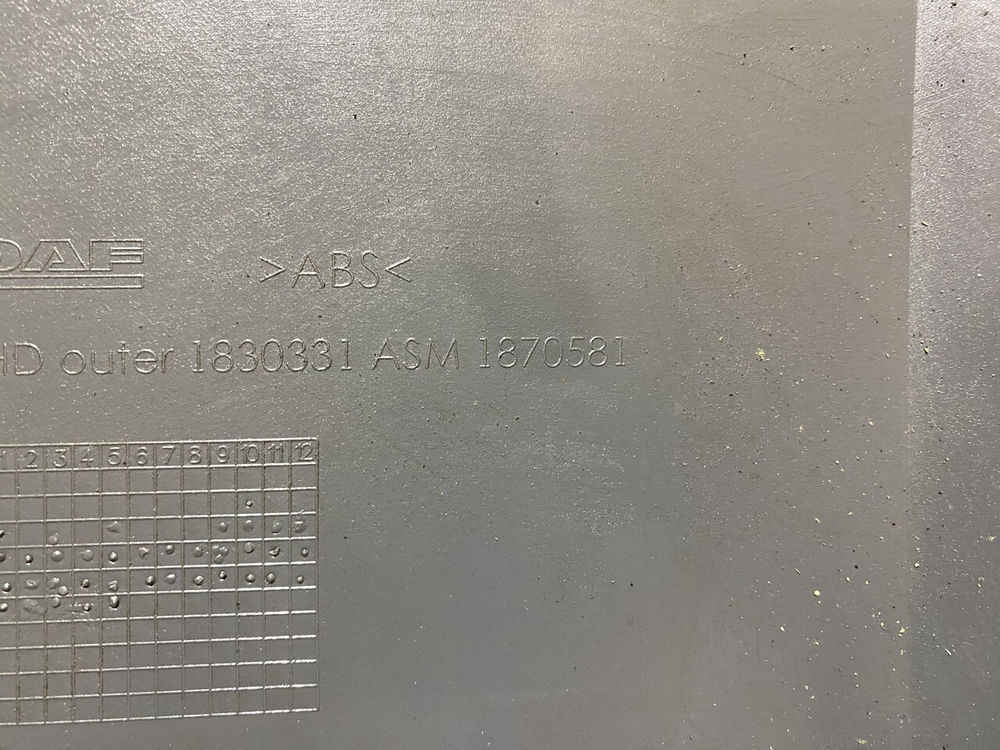 DAF
>ABS<
HD outer 1830331 ASM 1870581
1 2 3 4 5 6 7 8 9 10 11 12